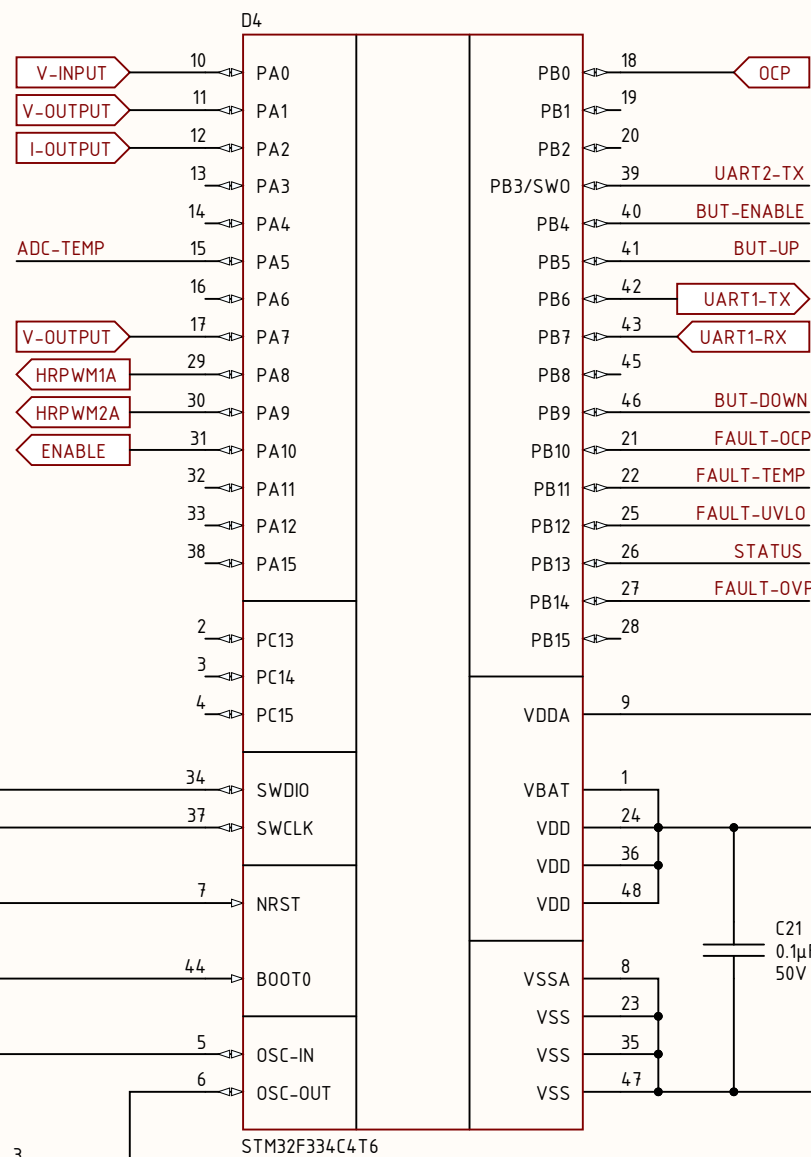 D4
V-INPUT 10 PA0 PB0 18 OCP
V-OUTPUT 11 PA1 PB1 19
I-OUTPUT 12 PA2 PB2 20
13 PA3 PB3/SWO 39 UART2-TX
14 PA4 PB4 40 BUT-ENABLE
ADC-TEMP 15 PA5 PB5 41 BUT-UP
16 PA6 PB6 42 UART1-TX
V-OUTPUT 17 PA7 PB7 43 UART1-RX
HRPWM1A 29 PA8 PB8 45
HRPWM2A 30 PA9 PB9 46 BUT-DOWN
ENABLE 31 PA10 PB10 21 FAULT-OCP
32 PA11 PB11 22 FAULT-TEMP
33 PA12 PB12 25 FAULT-UVLO
38 PA15 PB13 26 STATUS
PB14 27 FAULT-OVP
2 PC13 PB15 28
3 PC14
4 PC15 VDDA 9
34 SWDIO VBAT 1
37 SWCLK VDD 24
VDD 36
7 NRST VDD 48
C21
0.1µF
50V
44 BOOT0 VSSA 8
VSS 23
5 OSC-IN VSS 35
6 OSC-OUT VSS 47
STM32F334C4T6
3